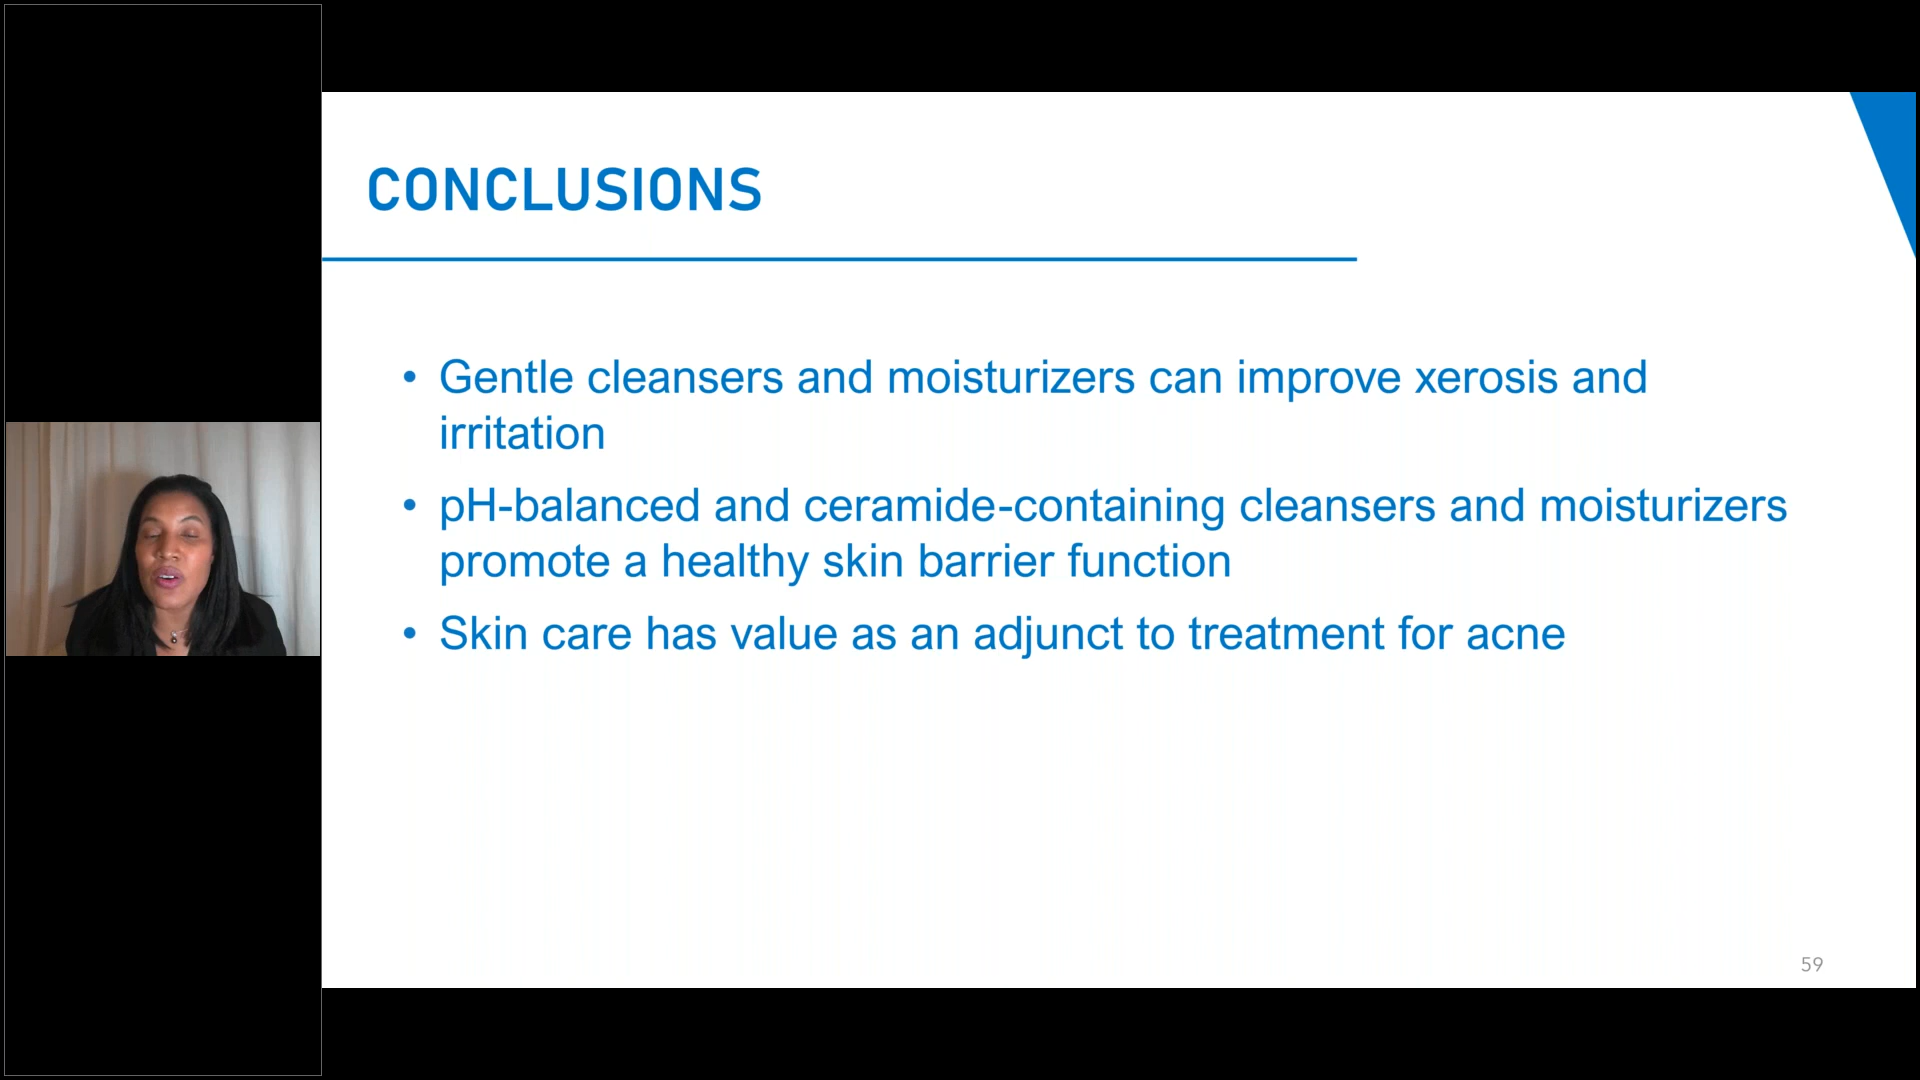 CONCLUSIONS
• Gentle cleansers and moisturizers can improve xerosis and
irritation
• pH-balanced and ceramide-containing cleansers and moisturizers
promote a healthy skin barrier function
• Skin care has value as an adjunct to treatment for acne
59